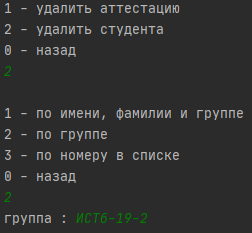 1 - удалить аттестацию
2 - удалить студента
0 - назад
2
1 - по имени, фамилии и группе
2 - по группе
3 - по номеру в списке
0 - назад
2
группа : ИСТб-19-2